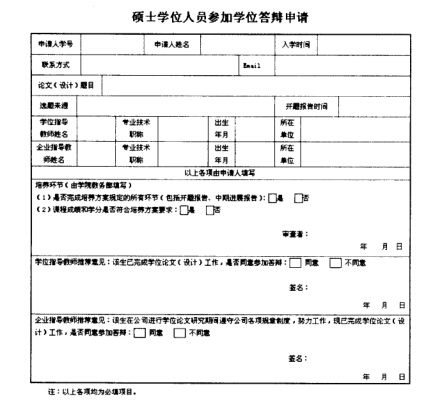 硕士学位人员参加学位答辩申请
申请人学号 申请人姓名 入学时间
联系方式 Email
论文（设计）题目
选题来源 开题报告时间
学位指导教师姓名 专业技术职称 出生年月 所在单位
企业指导教师姓名 专业技术职称 出生年月 所在单位
以上各项由申请人填写
培养环节（由学院教务部填写）
（1）是否完成培养方案规定的所有环节（包括开题报告、中期进展报告）：□是 □否
（2）课程成绩和学分是否符合培养方案要求：□是 □否
审查者：
年 月 日
学位指导教师推荐意见：该生已完成学位论文（设计）工作，是否同意参加答辩：□ 同意 □ 不同意
签名：
年 月 日
企业指导教师推荐意见：该生在公司进行学位论文研究期间遵守公司各项规章制度，努力工作，现已完成学位论文（设
计）工作，是否同意参加答辩：□ 同意 □ 不同意
签名：
年 月 日
注：以上各项均为必填项目。